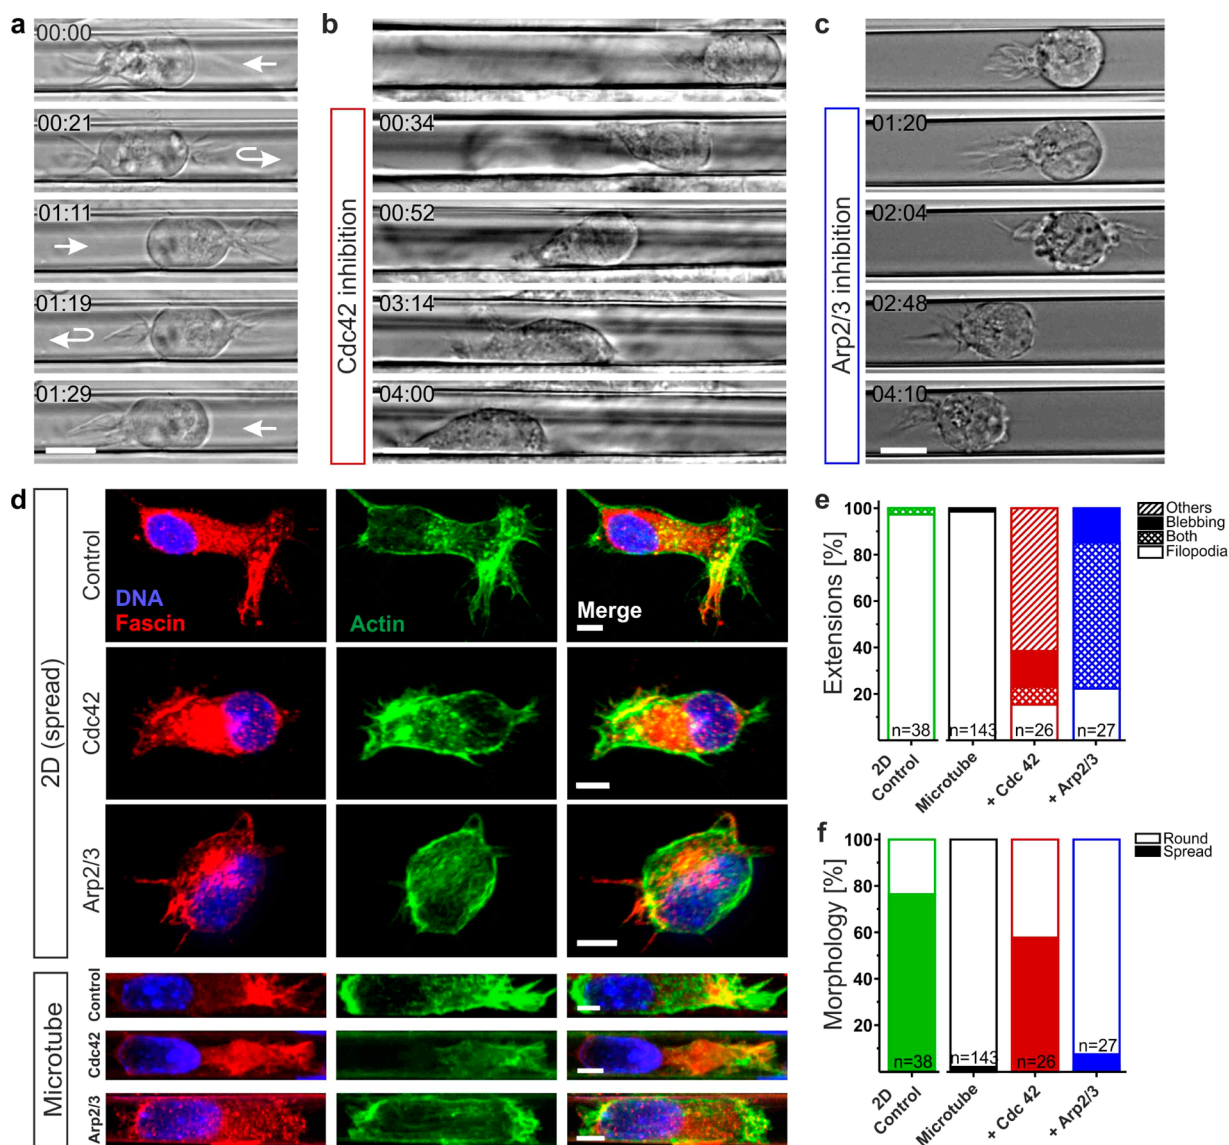 a
00:00
00:21
01:11
01:19
01:29
b
Cdc42 inhibition
00:34
00:52
03:14
04:00
c
Arp2/3 inhibition
01:20
02:04
02:48
04:10
d
2D (spread)
Control
DNA
Fascin
Actin
Merge
Cdc42
Arp2/3
Microtube
Control
Cdc42
Arp2/3
e
Extensions [%]
100
80
60
40
20
n=38
n=143
n=26
n=27
2D
Control
Microtube
+ Cdc 42
+ Arp2/3
Others
Blebbing
Both
Filopodia
f
Morphology [%]
100
80
60
40
20
n=38
n=143
n=26
n=27
2D
Control
Microtube
+ Cdc 42
+ Arp2/3
Round
Spread